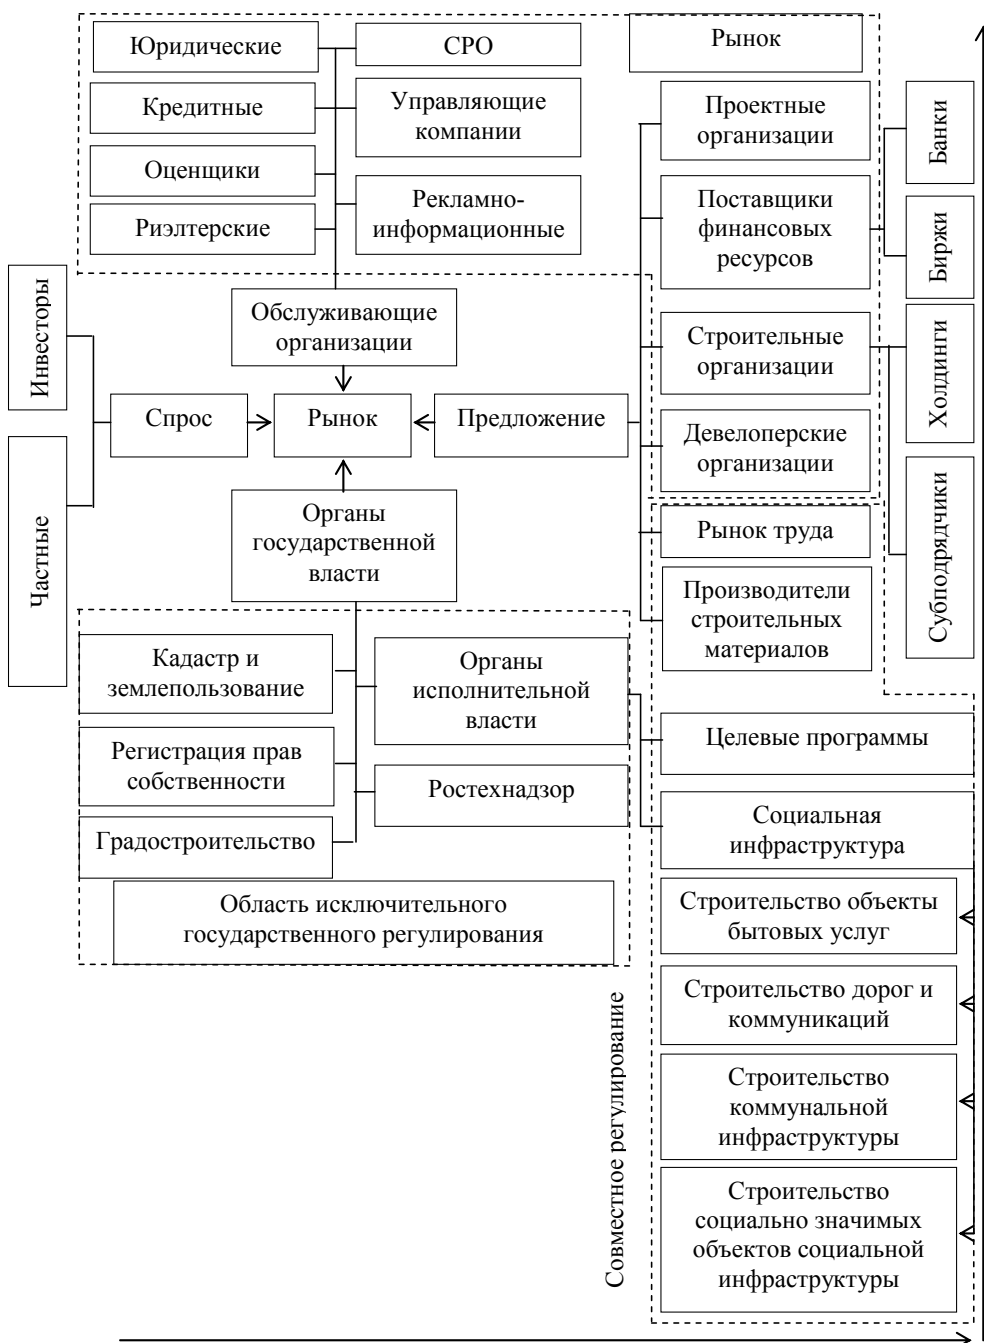 Юридические
СРО
Рынок
Кредитные
Управляющие
компании
Проектные
организации
Банки
Оценщики
Рекламно-
информационные
Поставщики
финансовых
ресурсов
Биржи
Риэлтерские
Инвесторы
Обслуживающие
организации
Строительные
организации
Холдинги
Спрос
Рынок
Предложение
Девелоперские
организации
Частные
Органы
государственной
власти
Рынок труда
Субподрядчики
Производители
строительных
материалов
Кадастр и
землепользование
Органы
исполнительной
власти
Целевые программы
Регистрация прав
собственности
Ростехнадзор
Социальная
инфраструктура
Градостроительство
Область исключительного
государственного регулирования
Строительство объекты
бытовых услуг
Совместное регулирование
Строительство дорог и
коммуникаций
Строительство
коммунальной
инфраструктуры
Строительство
социально значимых
объектов социальной
инфраструктуры